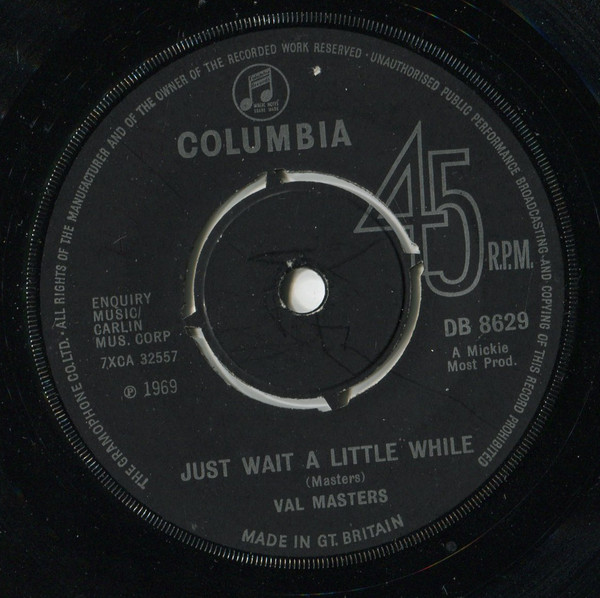 THE GRAMOPHONE CO. LTD. · ALL RIGHTS OF THE MANUFACTURER AND OF THE OWNER OF THE RECORDED WORK RESERVED · UNAUTHORISED PUBLIC PERFORMANCE BROADCASTING AND COPYING OF THIS RECORD PROHIBITED
COLUMBIA
45
R.P.M.
ENQUIRY
MUSIC/
CARLIN
MUS. CORP
7XCA 32557
℗ 1969
DB 8629
A Mickie
Most Prod.
JUST WAIT A LITTLE WHILE
(Masters)
VAL MASTERS
MADE IN GT. BRITAIN